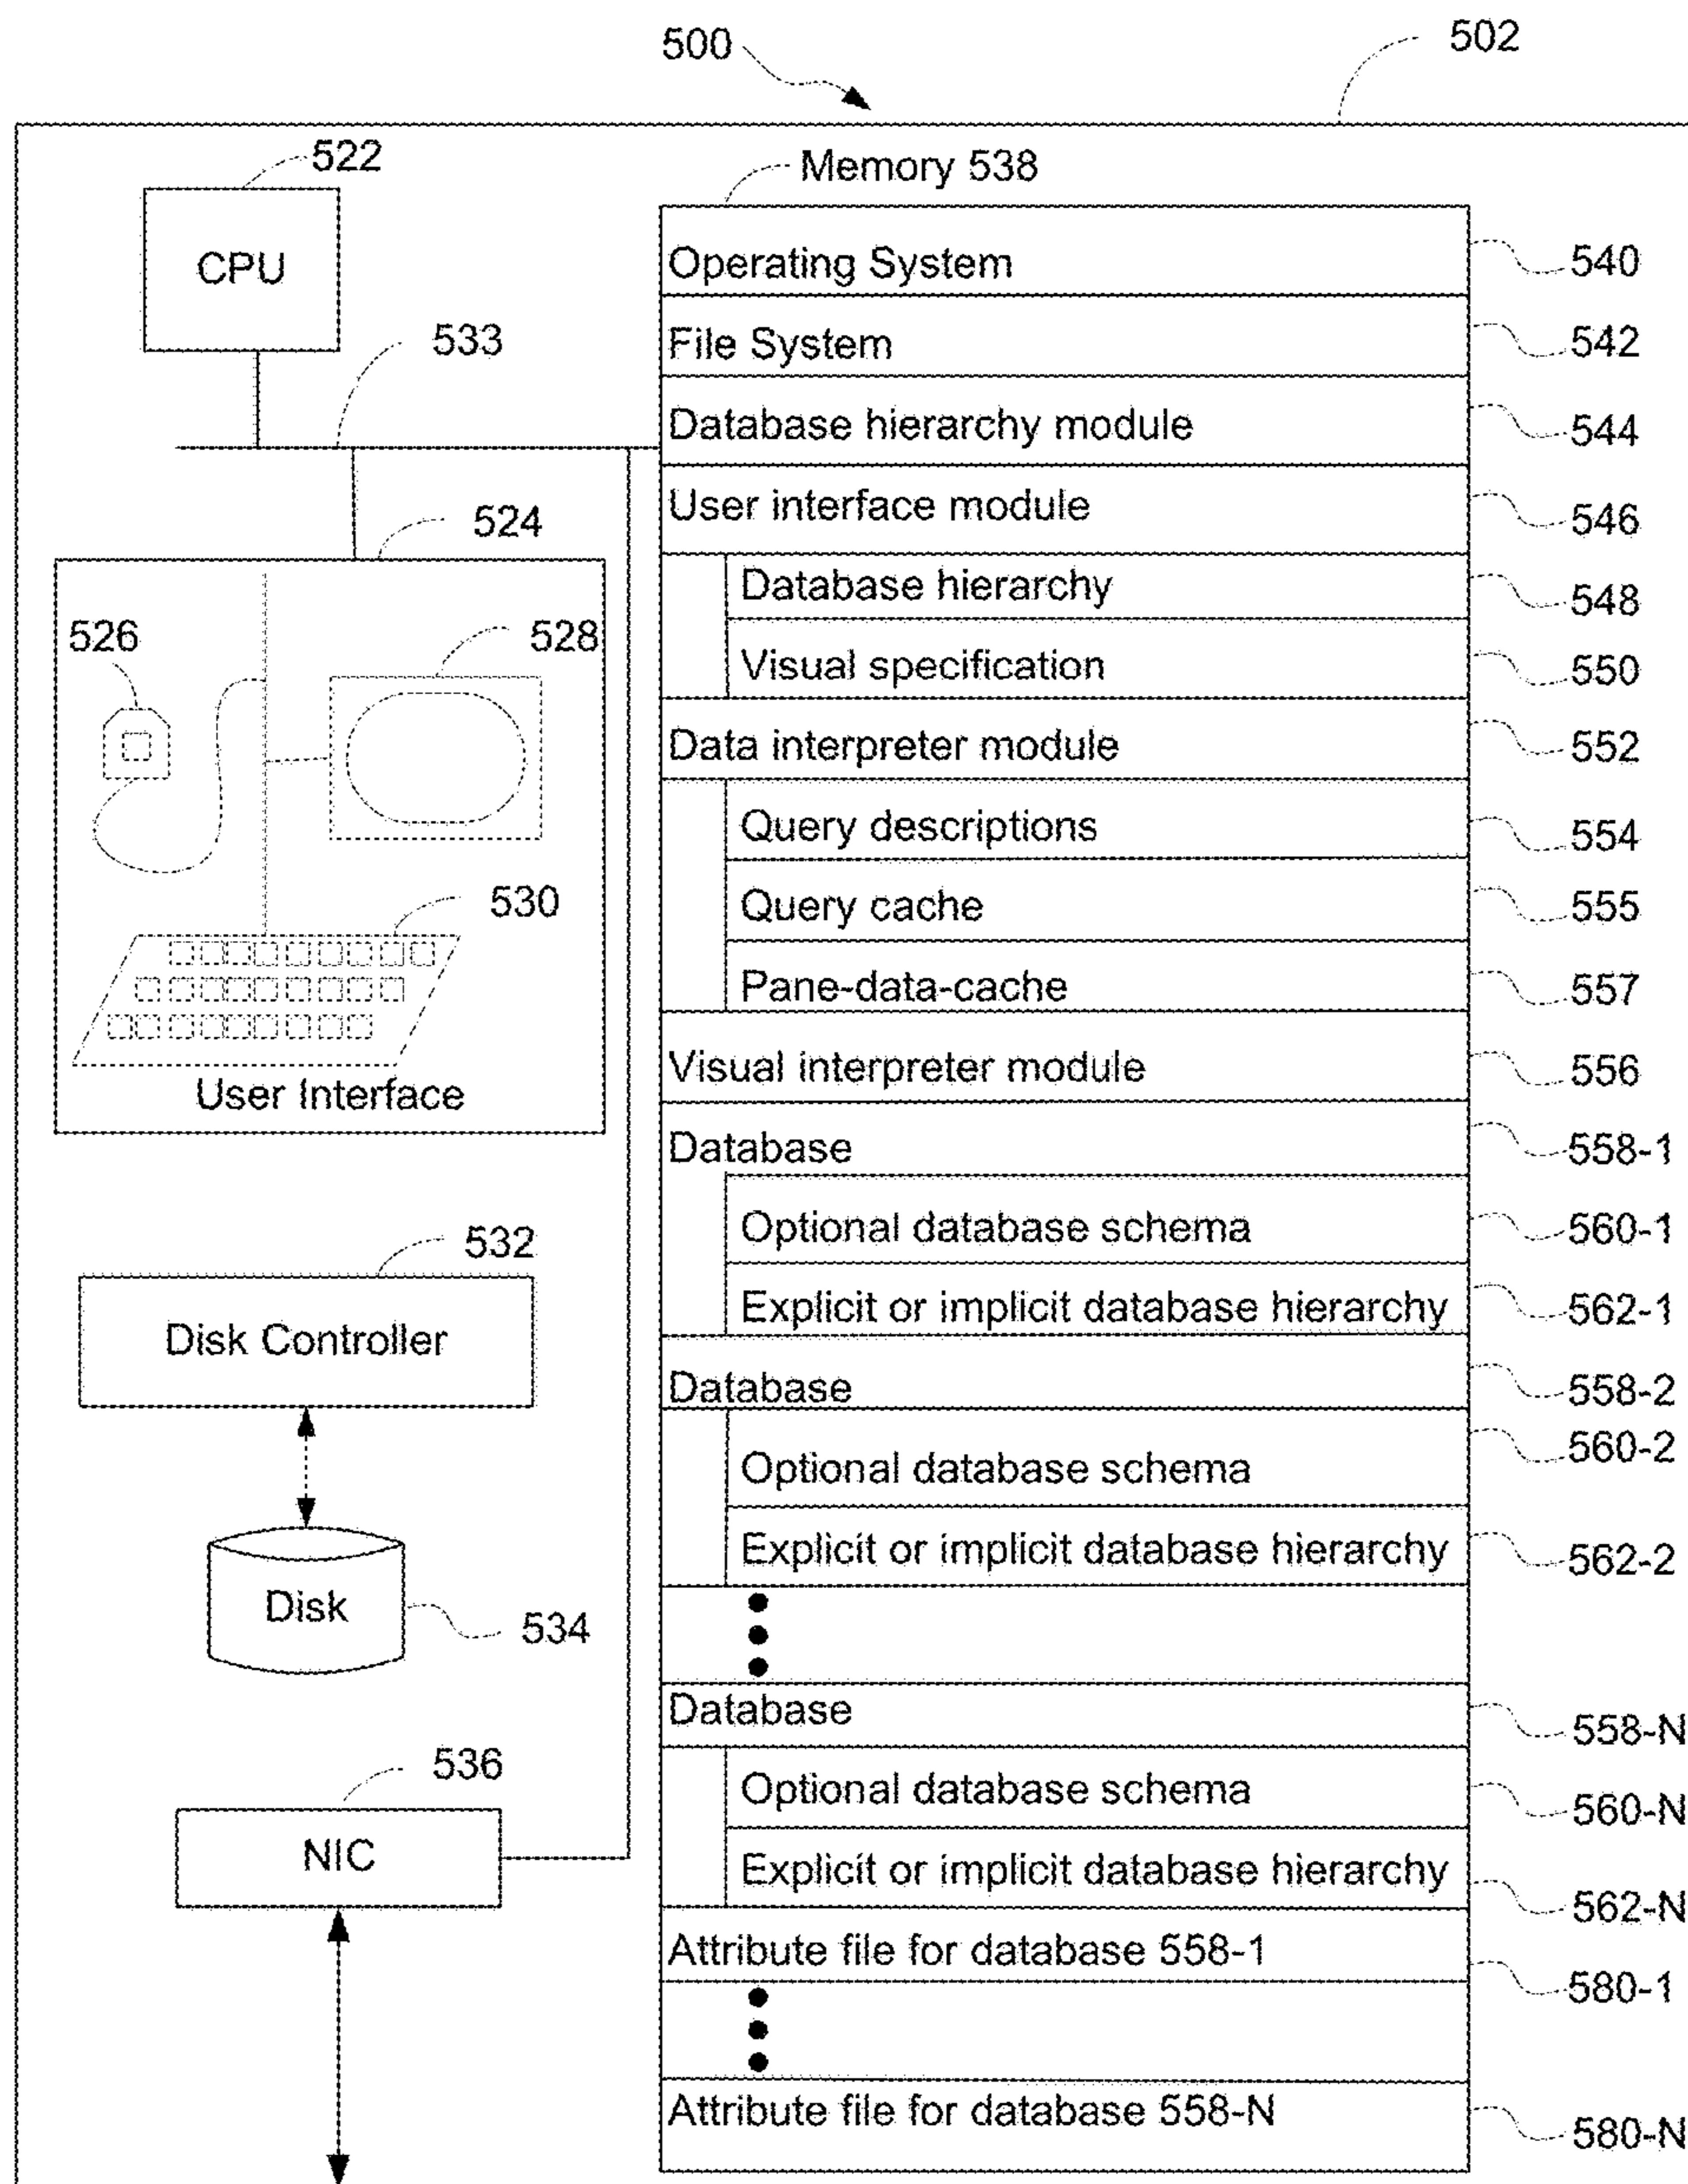 500
502
522
CPU
533
524
526
528
530
User Interface
532
Disk Controller
Disk
534
536
NIC
Memory 538
Operating System 540
File System 542
Database hierarchy module 544
User interface module 546
Database hierarchy 548
Visual specification 550
Data interpreter module 552
Query descriptions 554
Query cache 555
Pane-data-cache 557
Visual interpreter module 556
Database 558-1
Optional database schema 560-1
Explicit or implicit database hierarchy 562-1
Database 558-2
Optional database schema 560-2
Explicit or implicit database hierarchy 562-2
Database 558-N
Optional database schema 560-N
Explicit or implicit database hierarchy 562-N
Attribute file for database 558-1 580-1
Attribute file for database 558-N 580-N